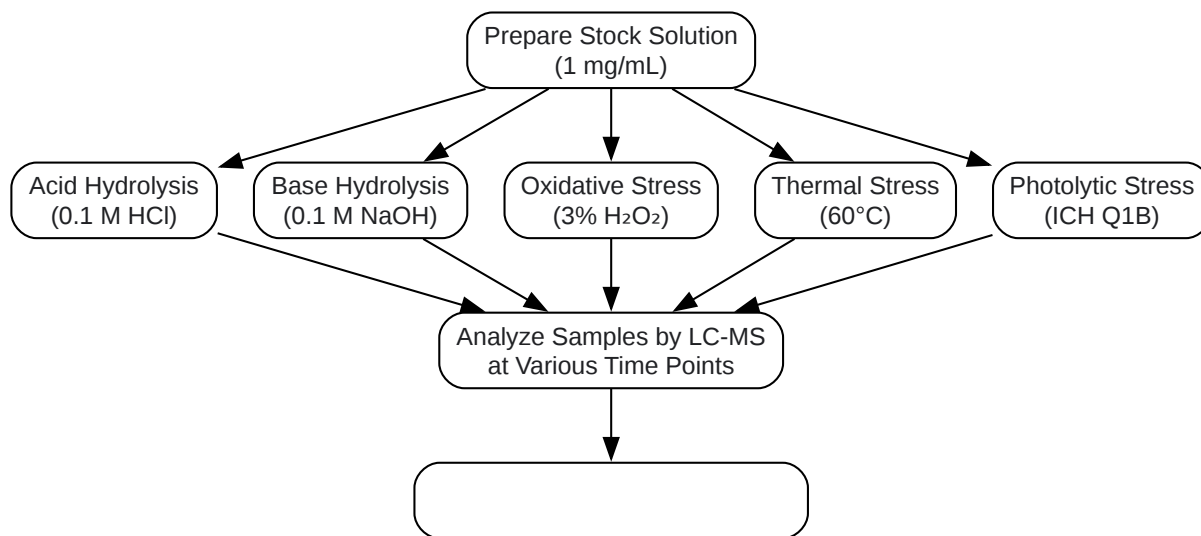 Prepare Stock Solution
(1 mg/mL)
Acid Hydrolysis
(0.1 M HCl)
Base Hydrolysis
(0.1 M NaOH)
Oxidative Stress
(3% H₂O₂)
Thermal Stress
(60°C)
Photolytic Stress
(ICH Q1B)
Analyze Samples by LC-MS
at Various Time Points